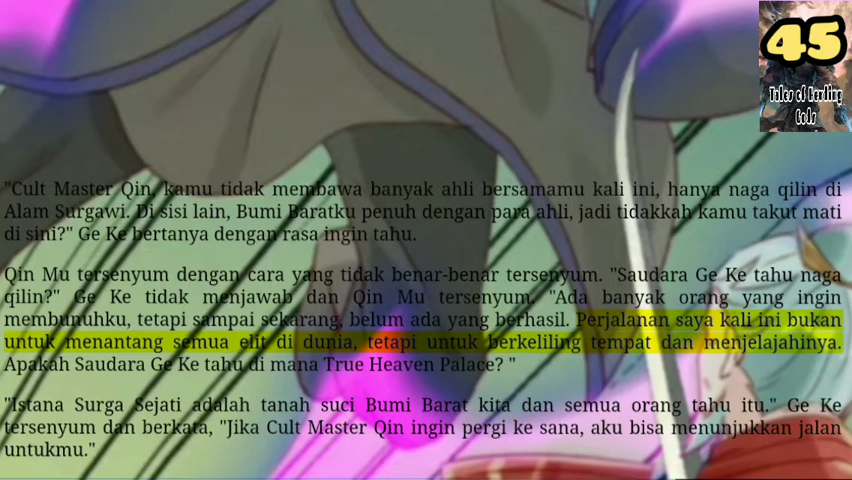 45
Tales of Herding
Gods
"Cult Master Qin, kamu tidak membawa banyak ahli bersamamu kali ini, hanya naga qilin di
Alam Surgawi. Di sisi lain, Bumi Baratku penuh dengan para ahli, jadi tidakkah kamu takut mati
di sini?" Ge Ke bertanya dengan rasa ingin tahu.
Qin Mu tersenyum dengan cara yang tidak benar-benar tersenyum. "Saudara Ge Ke tahu naga
qilin?" Ge Ke tidak menjawab dan Qin Mu tersenyum. "Ada banyak orang yang ingin
membunuhku, tetapi sampai sekarang, belum ada yang berhasil. Perjalanan saya kali ini bukan
untuk menantang semua elit di dunia, tetapi untuk berkeliling tempat dan menjelajahinya.
Apakah Saudara Ge Ke tahu di mana True Heaven Palace? "
"Istana Surga Sejati adalah tanah suci Bumi Barat kita dan semua orang tahu itu." Ge Ke
tersenyum dan berkata, "Jika Cult Master Qin ingin pergi ke sana, aku bisa menunjukkan jalan
untukmu."